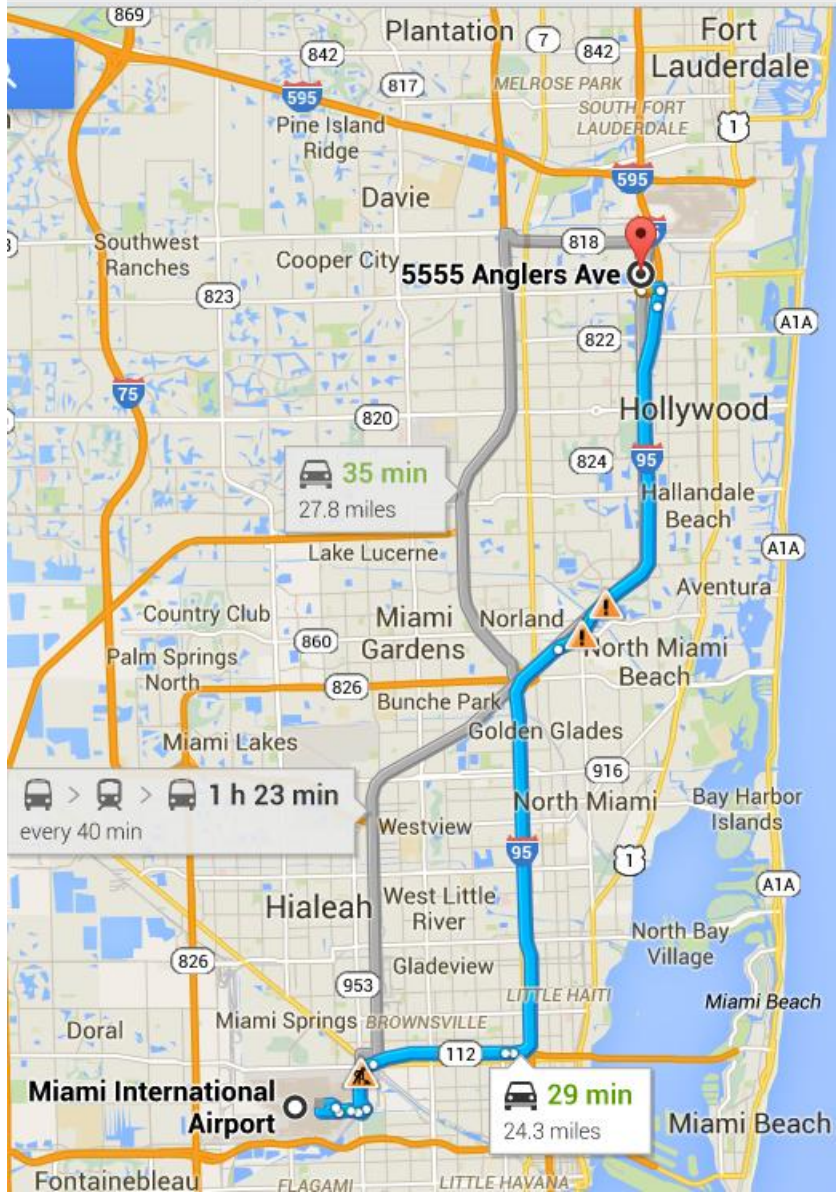 869
Plantation
7
842
842
Fort
Lauderdale
817
MELROSE PARK
595
SOUTH FORT
LAUDERDALE
1
Pine Island
Ridge
595
Davie
818
Southwest
Ranches
Cooper City
5555 Anglers Ave
823
A1A
822
75
820
Hollywood
824
95
35 min
27.8 miles
Hallandale
Beach
Lake Lucerne
A1A
Aventura
Country Club
Miami
Gardens
Norland
860
North Miami
Beach
Palm Springs
North
826
Bunche Park
Golden Glades
Miami Lakes
916
1 h 23 min
every 40 min
North Miami
Bay Harbor
Islands
Westview
95
1
A1A
Hialeah
West Little
River
826
North Bay
Village
Gladeview
953
LITTLE HAITI
Miami Beach
Doral
Miami Springs
BROWNSVILLE
112
Miami International
Airport
29 min
24.3 miles
Miami Beach
Fontainebleau
FLAGAMI
LITTLE HAVANA